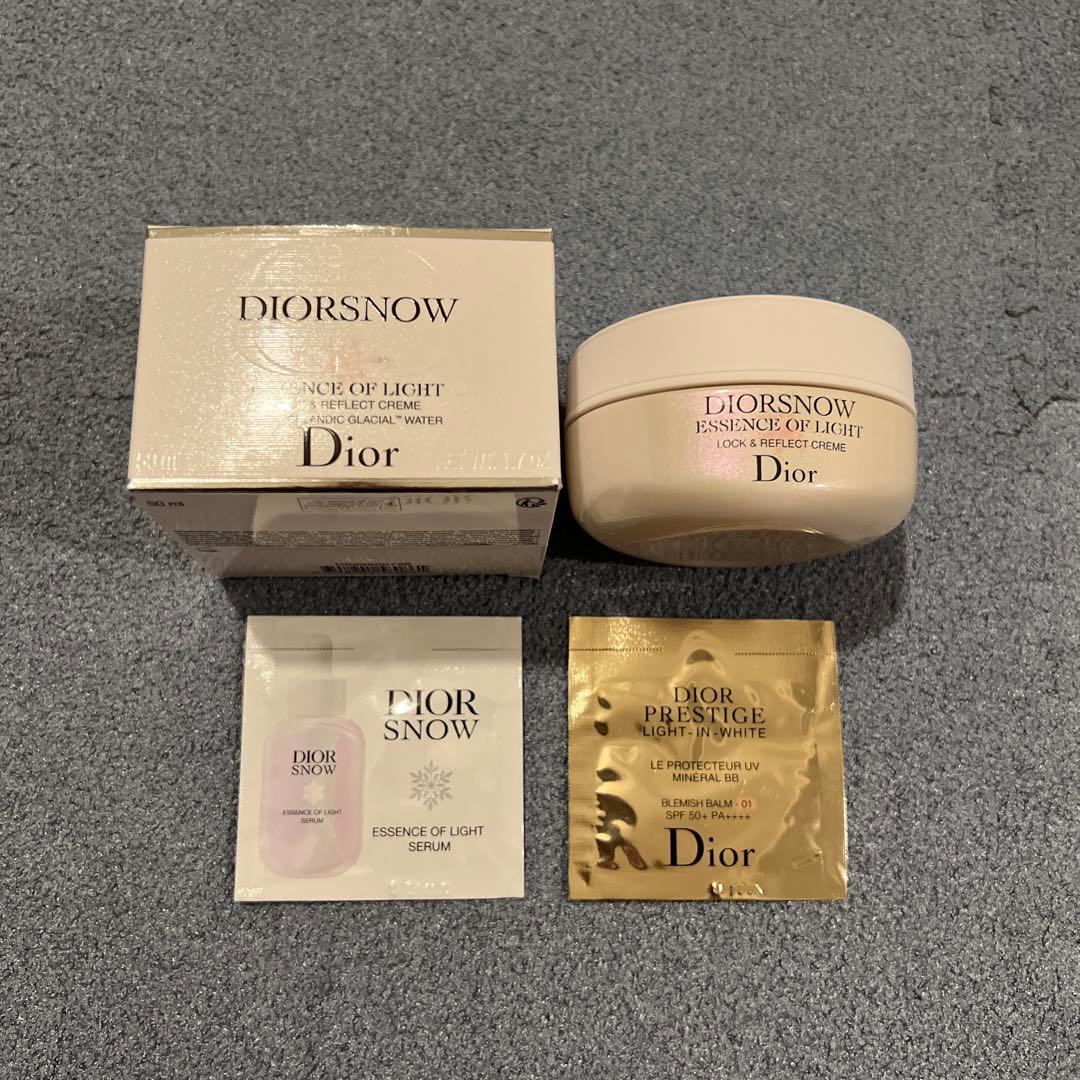 DIORSNOW
ESSENCE OF LIGHT
& REFLECT CREME
GLACIAL™ WATER
Dior
50 ml
DIORSNOW
ESSENCE OF LIGHT
LOCK & REFLECT CREME
Dior
DIOR
SNOW
ESSENCE OF LIGHT
SERUM
DIOR
SNOW
ESSENCE OF LIGHT
SERUM
DIOR
PRESTIGE
LIGHT-IN-WHITE
LE PROTECTEUR UV
MINÉRAL BB
BLEMISH BALM - 01
SPF 50+ PA++++
Dior